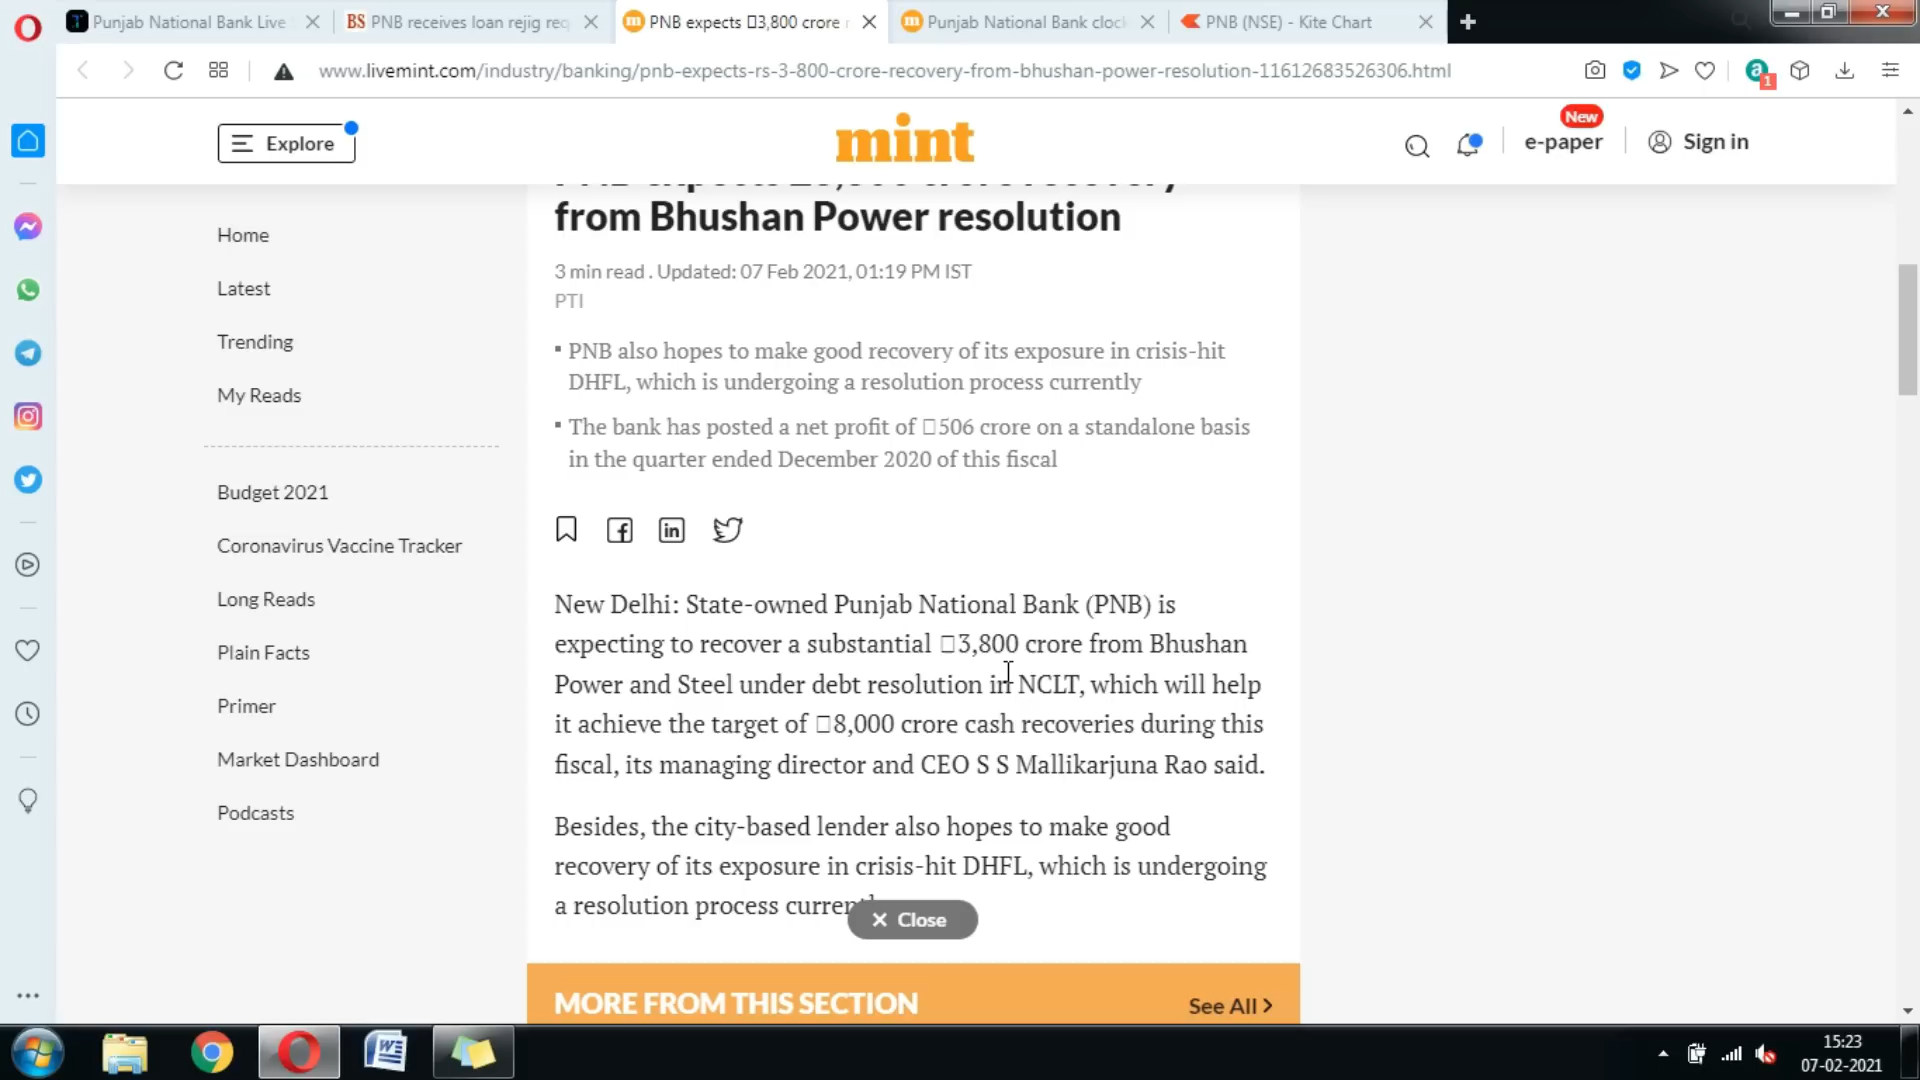 Punjab National Bank Live
BS PNB receives loan rejig req
m PNB expects □3,800 crore
m Punjab National Bank clock
PNB (NSE) - Kite Chart
www.livemint.com/industry/banking/pnb-expects-rs-3-800-crore-recovery-from-bhushan-power-resolution-11612683526306.html
a
1
Explore
mint
New
e-paper
Sign in
from Bhushan Power resolution
3 min read . Updated: 07 Feb 2021, 01:19 PM IST
PTI
PNB also hopes to make good recovery of its exposure in crisis-hit
DHFL, which is undergoing a resolution process currently
The bank has posted a net profit of □506 crore on a standalone basis
in the quarter ended December 2020 of this fiscal
New Delhi: State-owned Punjab National Bank (PNB) is
expecting to recover a substantial □3,800 crore from Bhushan
Power and Steel under debt resolution in NCLT, which will help
it achieve the target of □8,000 crore cash recoveries during this
fiscal, its managing director and CEO S S Mallikarjuna Rao said.
Besides, the city-based lender also hopes to make good
recovery of its exposure in crisis-hit DHFL, which is undergoing
a resolution process
Close
MORE FROM THIS SECTION
See All
Home
Latest
Trending
My Reads
Budget 2021
Coronavirus Vaccine Tracker
Long Reads
Plain Facts
Primer
Market Dashboard
Podcasts
15:23
07-02-2021